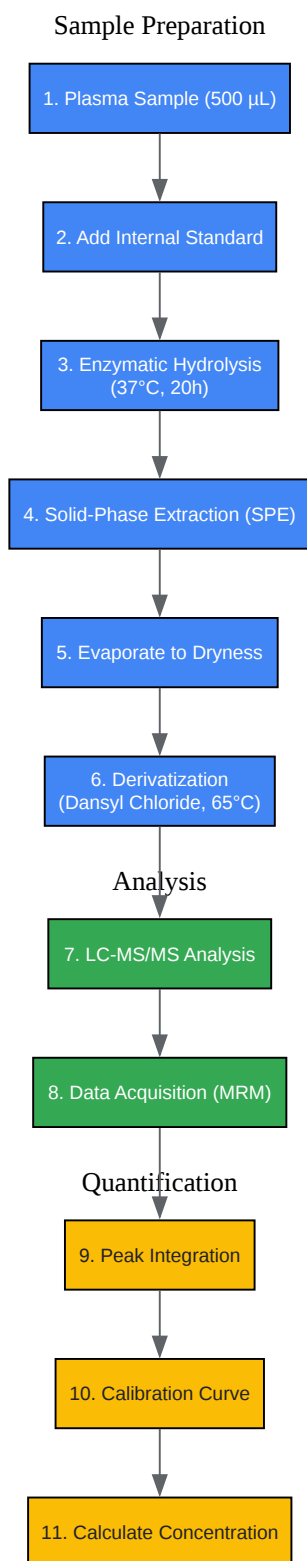 Sample Preparation
1. Plasma Sample (500 µL)
2. Add Internal Standard
3. Enzymatic Hydrolysis
(37°C, 20h)
4. Solid-Phase Extraction (SPE)
5. Evaporate to Dryness
6. Derivatization
(Dansyl Chloride, 65°C)
Analysis
7. LC-MS/MS Analysis
8. Data Acquisition (MRM)
Quantification
9. Peak Integration
10. Calibration Curve
11. Calculate Concentration